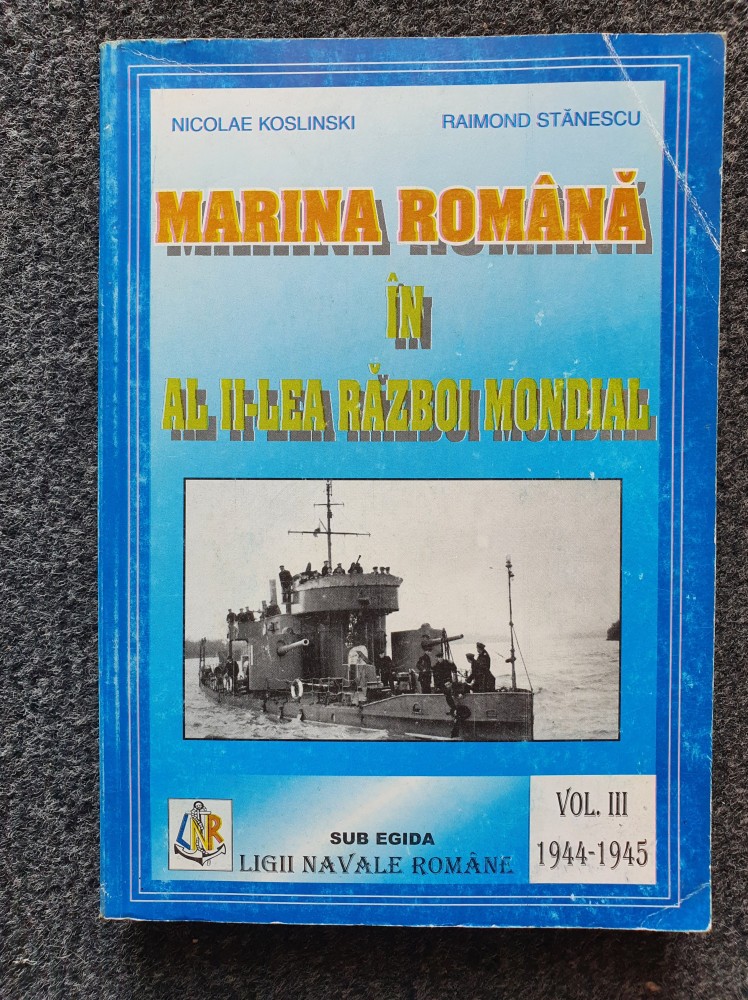 NICOLAE KOSLINSKI RAIMOND STĂNESCU
MARINA ROMÂNĂ
ÎN
AL II-LEA RĂZBOI MONDIAL
LNR
SUB EGIDA
LIGII NAVALE ROMÂNE
VOL. III
1944-1945